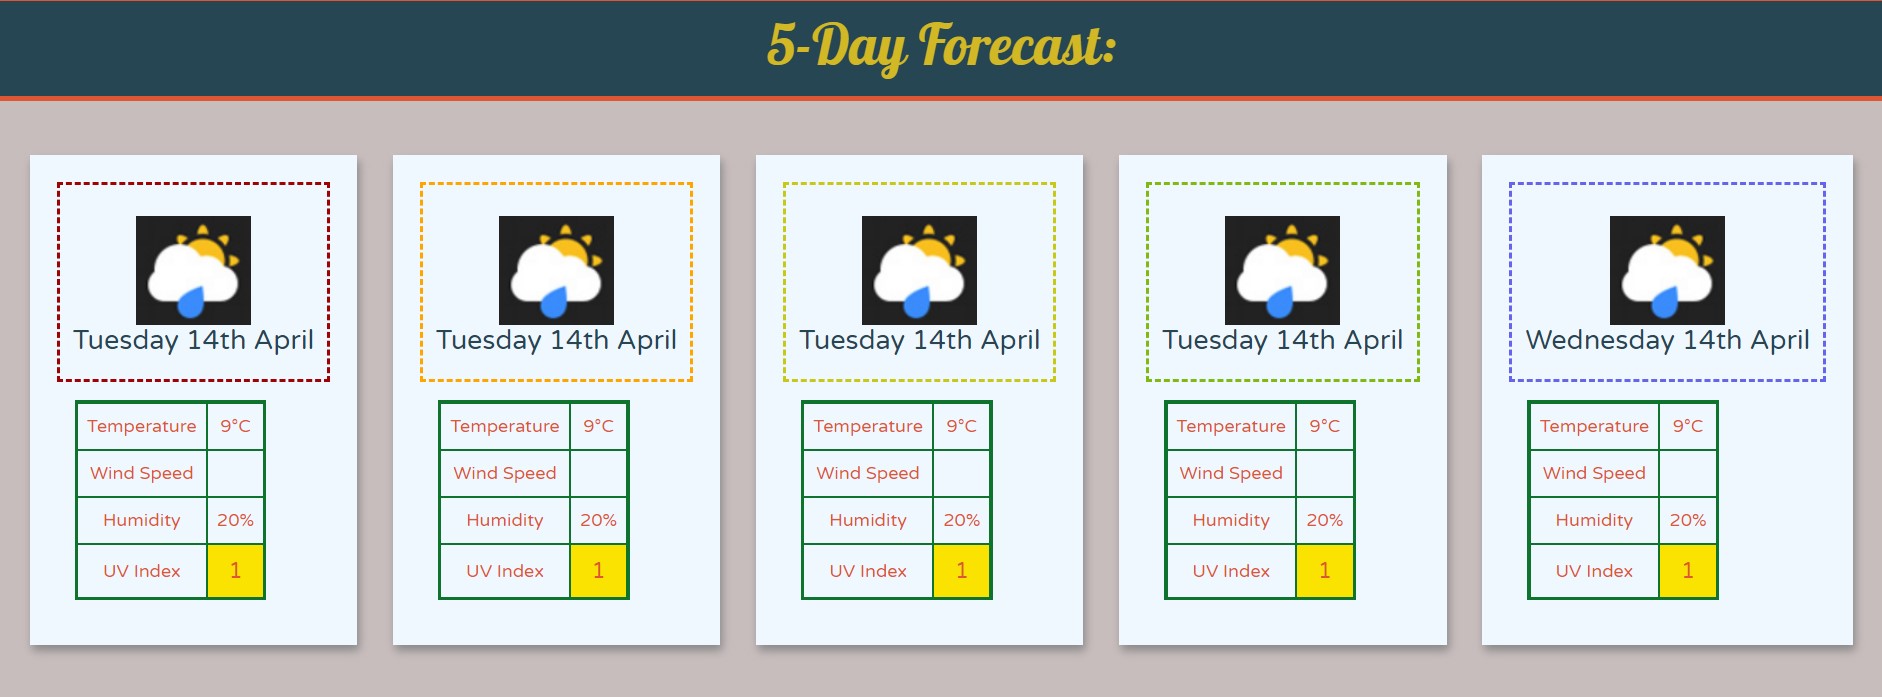 5-Day Forecast:
Tuesday 14th April
Temperature 9°C
Wind Speed
Humidity 20%
UV Index 1
Tuesday 14th April
Temperature 9°C
Wind Speed
Humidity 20%
UV Index 1
Tuesday 14th April
Temperature 9°C
Wind Speed
Humidity 20%
UV Index 1
Tuesday 14th April
Temperature 9°C
Wind Speed
Humidity 20%
UV Index 1
Wednesday 14th April
Temperature 9°C
Wind Speed
Humidity 20%
UV Index 1